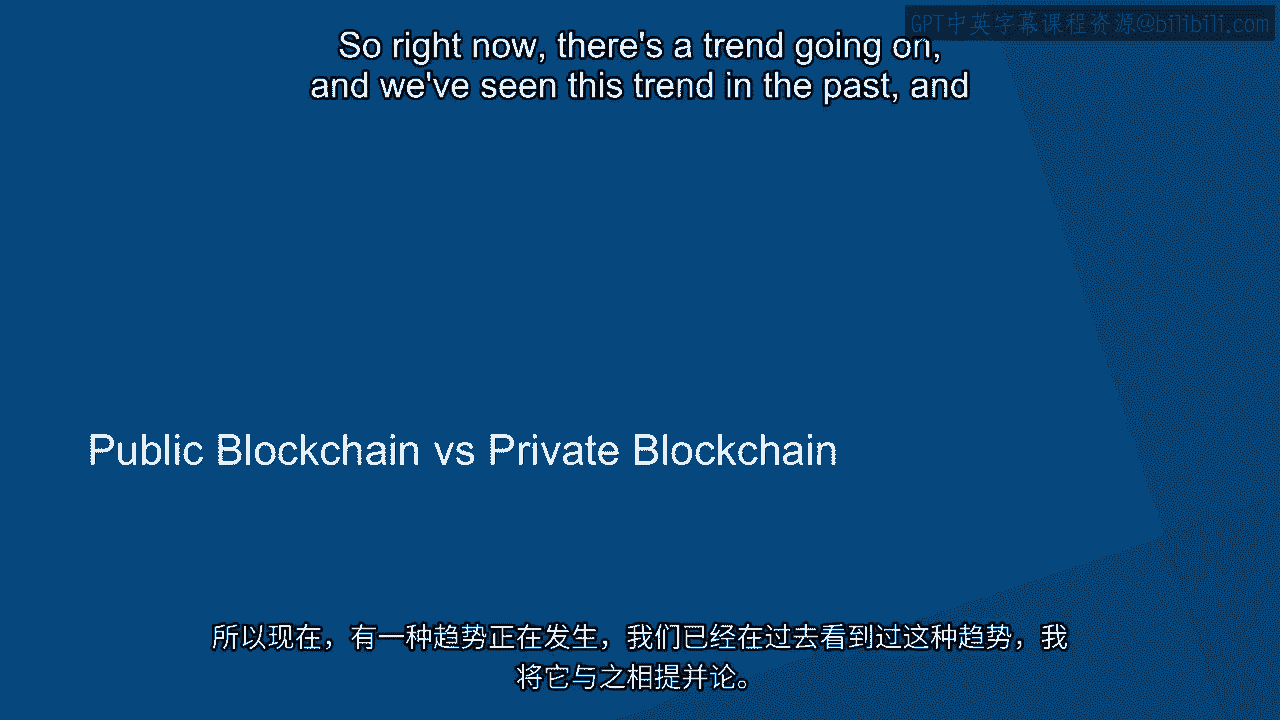 GPT中英字幕课程资源@bilibili.com
So right now, there's a trend going on,
and we've seen this trend in the past, and
Public Blockchain vs Private Blockchain
所以现在，有一种趋势正在发生，我们已经在过去看到过这种趋势，我
将它与之相提并论。